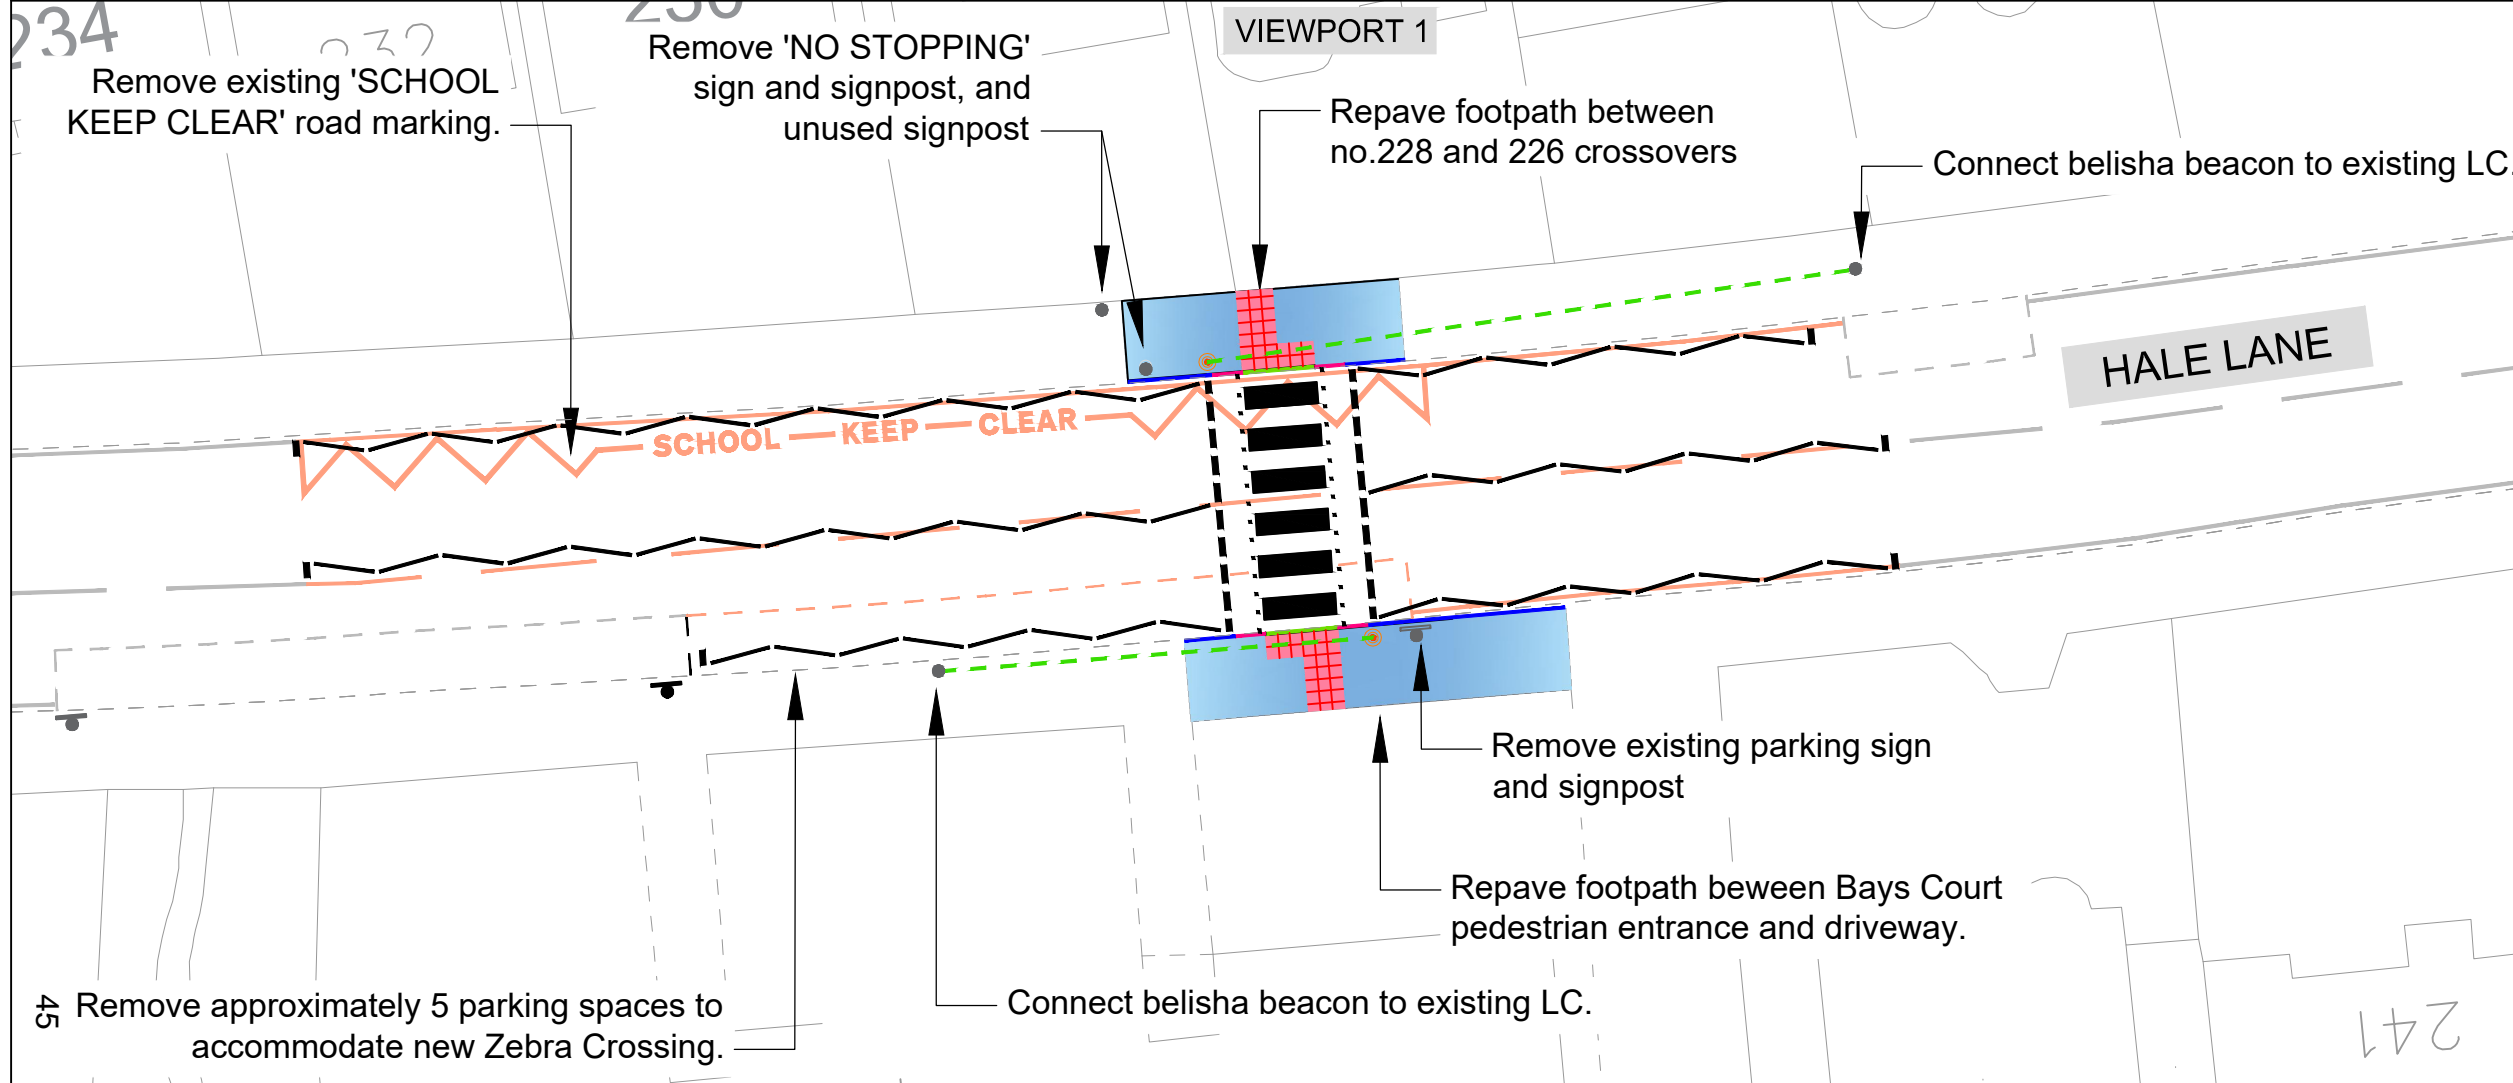 234
232
VIEWPORT 1
Remove existing 'SCHOOL
KEEP CLEAR' road marking.
Remove 'NO STOPPING'
sign and signpost, and
unused signpost
Repave footpath between
no.228 and 226 crossovers
Connect belisha beacon to existing LC.
HALE LANE
SCHOOL KEEP CLEAR
Remove existing parking sign
and signpost
Repave footpath beween Bays Court
pedestrian entrance and driveway.
Connect belisha beacon to existing LC.
45
Remove approximately 5 parking spaces to
accommodate new Zebra Crossing.
241